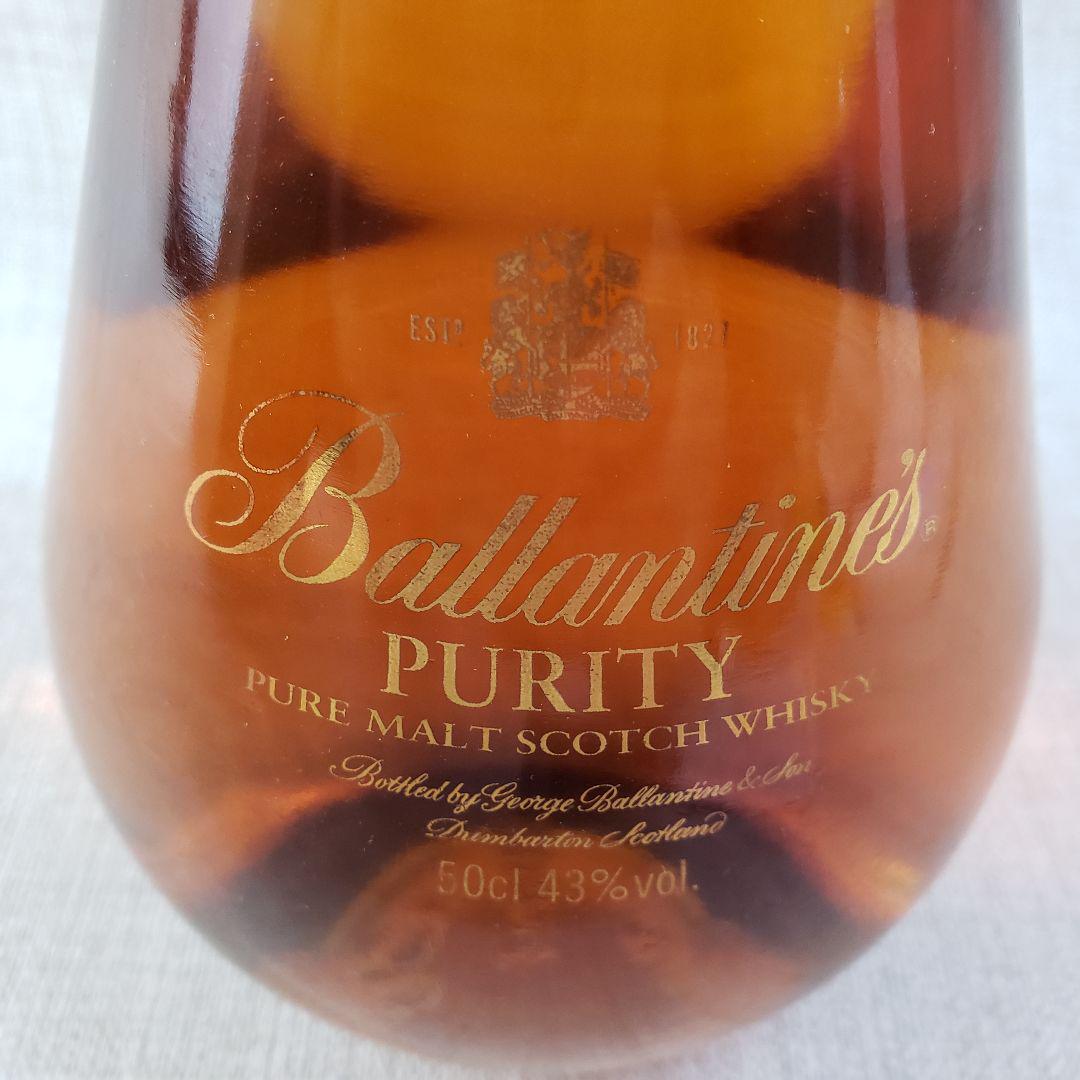 ESTD 1827
Ballantine's®
PURITY
PURE MALT SCOTCH WHISKY
Bottled by George Ballantine & Son
Dumbarton Scotland
50cl 43%vol.